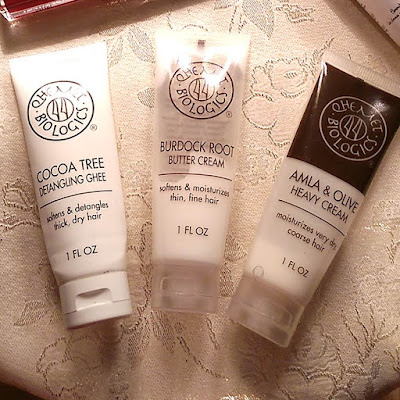 QHEMET
BIOLOGICS®
COCOA TREE
DETANGLING GHEE
softens & detangles
thick, dry hair
1 FL OZ
QHEMET
BIOLOGICS®
BURDOCK ROOT
BUTTER CREAM
softens & moisturizes
thin, fine hair
1 FL OZ
QHEMET
BIOLOGICS®
AMLA & OLIVE
HEAVY CREAM
moisturizes very dry
coarse hair
1 FL OZ